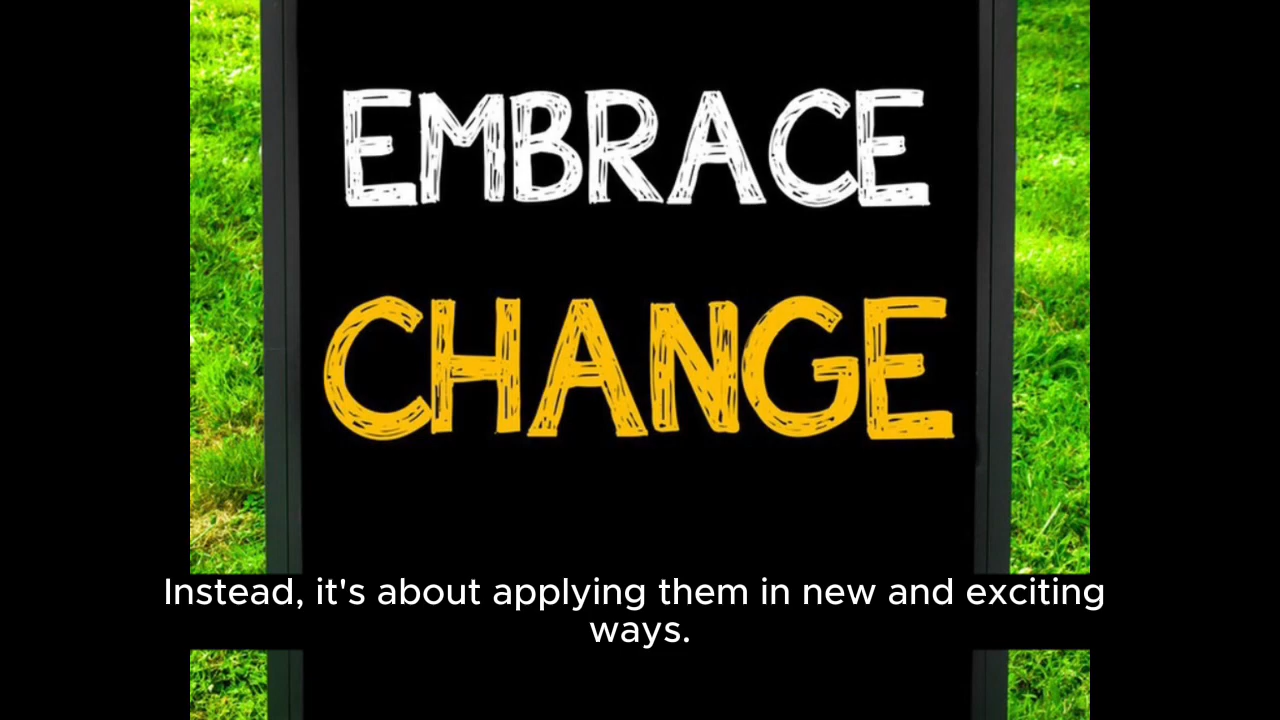 EMBRACE
CHANGE
Instead, it's about applying them in new and exciting
ways.